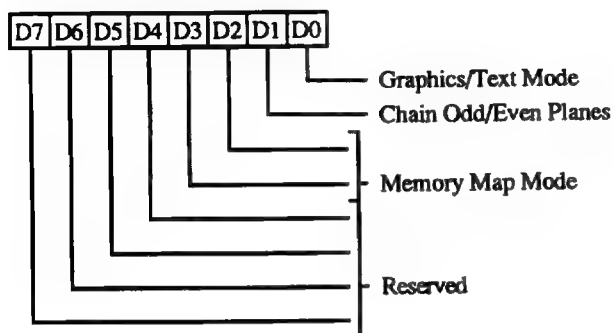 D7 D6 D5 D4 D3 D2 D1 D0
Graphics/Text Mode
Chain Odd/Even Planes
Memory Map Mode
Reserved